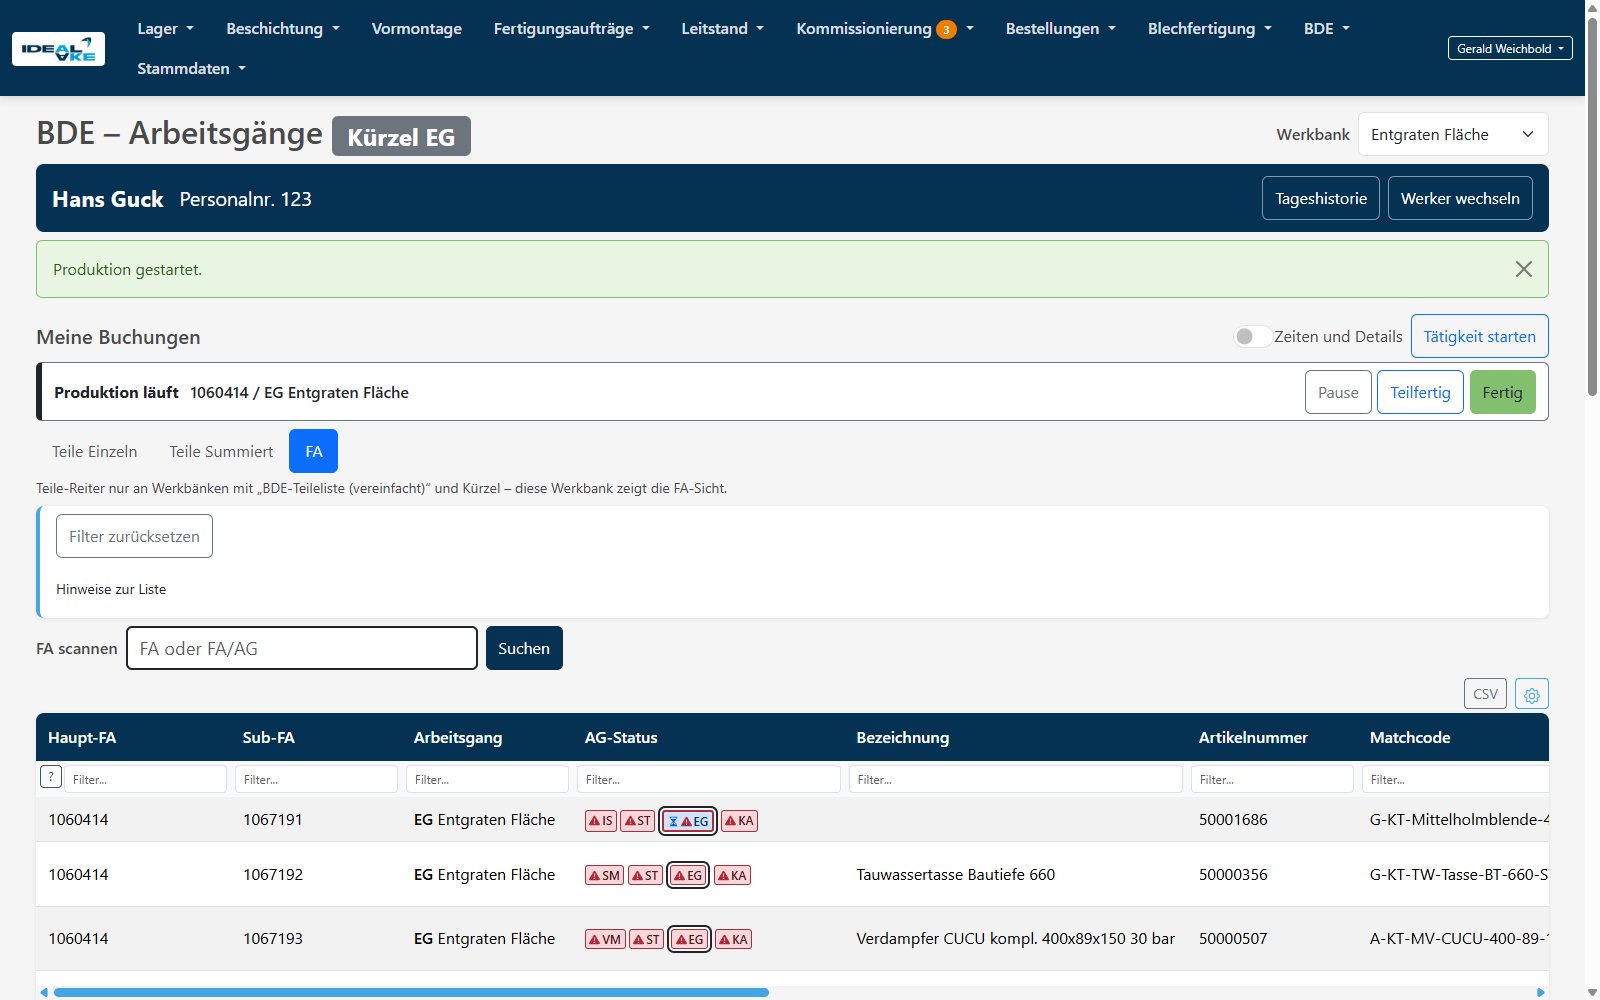 IDEAL AKE
Lager
Beschichtung
Vormontage
Fertigungsaufträge
Leitstand
Kommissionierung 3
Bestellungen
Blechfertigung
BDE
Stammdaten
Gerald Weichbold
BDE – Arbeitsgänge Kürzel EG
Werkbank Entgraten Fläche
Hans Guck Personalnr. 123
Tageshistorie Werker wechseln
Produktion gestartet.
Meine Buchungen
Zeiten und Details Tätigkeit starten
Produktion läuft 1060414 / EG Entgraten Fläche
Pause Teilfertig Fertig
Teile Einzeln Teile Summiert FA
Teile-Reiter nur an Werkbänken mit „BDE-Teileliste (vereinfacht)“ und Kürzel – diese Werkbank zeigt die FA-Sicht.
Filter zurücksetzen
Hinweise zur Liste
FA scannen FA oder FA/AG Suchen
CSV
Haupt-FA Sub-FA Arbeitsgang AG-Status Bezeichnung Artikelnummer Matchcode
? Filter... Filter... Filter... Filter... Filter... Filter... Filter...
1060414 1067191 EG Entgraten Fläche IS ST EG KA 50001686 G-KT-Mittelholmblende-4
1060414 1067192 EG Entgraten Fläche SM ST EG KA Tauwassertasse Bautiefe 660 50000356 G-KT-TW-Tasse-BT-660-S
1060414 1067193 EG Entgraten Fläche VM ST EG KA Verdampfer CUCU kompl. 400x89x150 30 bar 50000507 A-KT-MV-CUCU-400-89-1